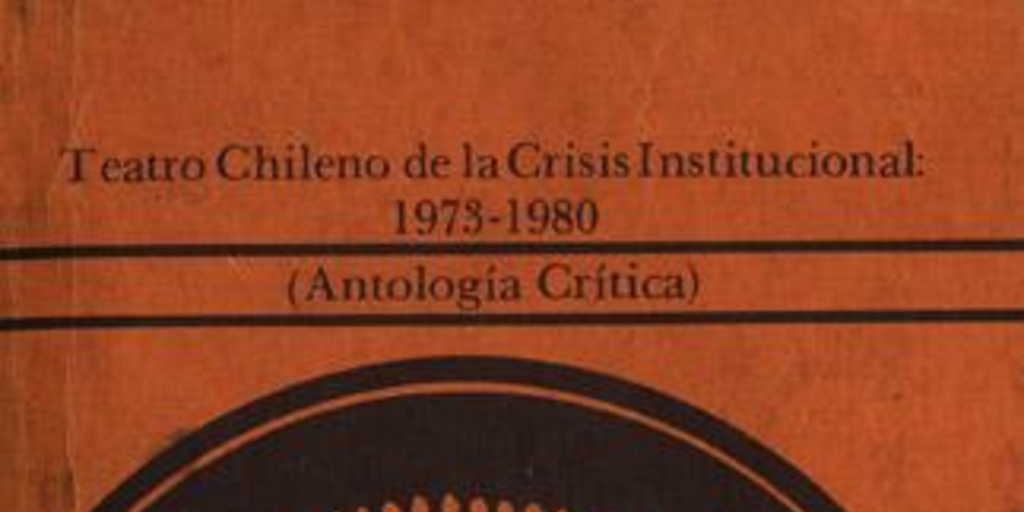 Teatro Chileno de la Crisis Institucional:
1973-1980
(Antología Crítica)